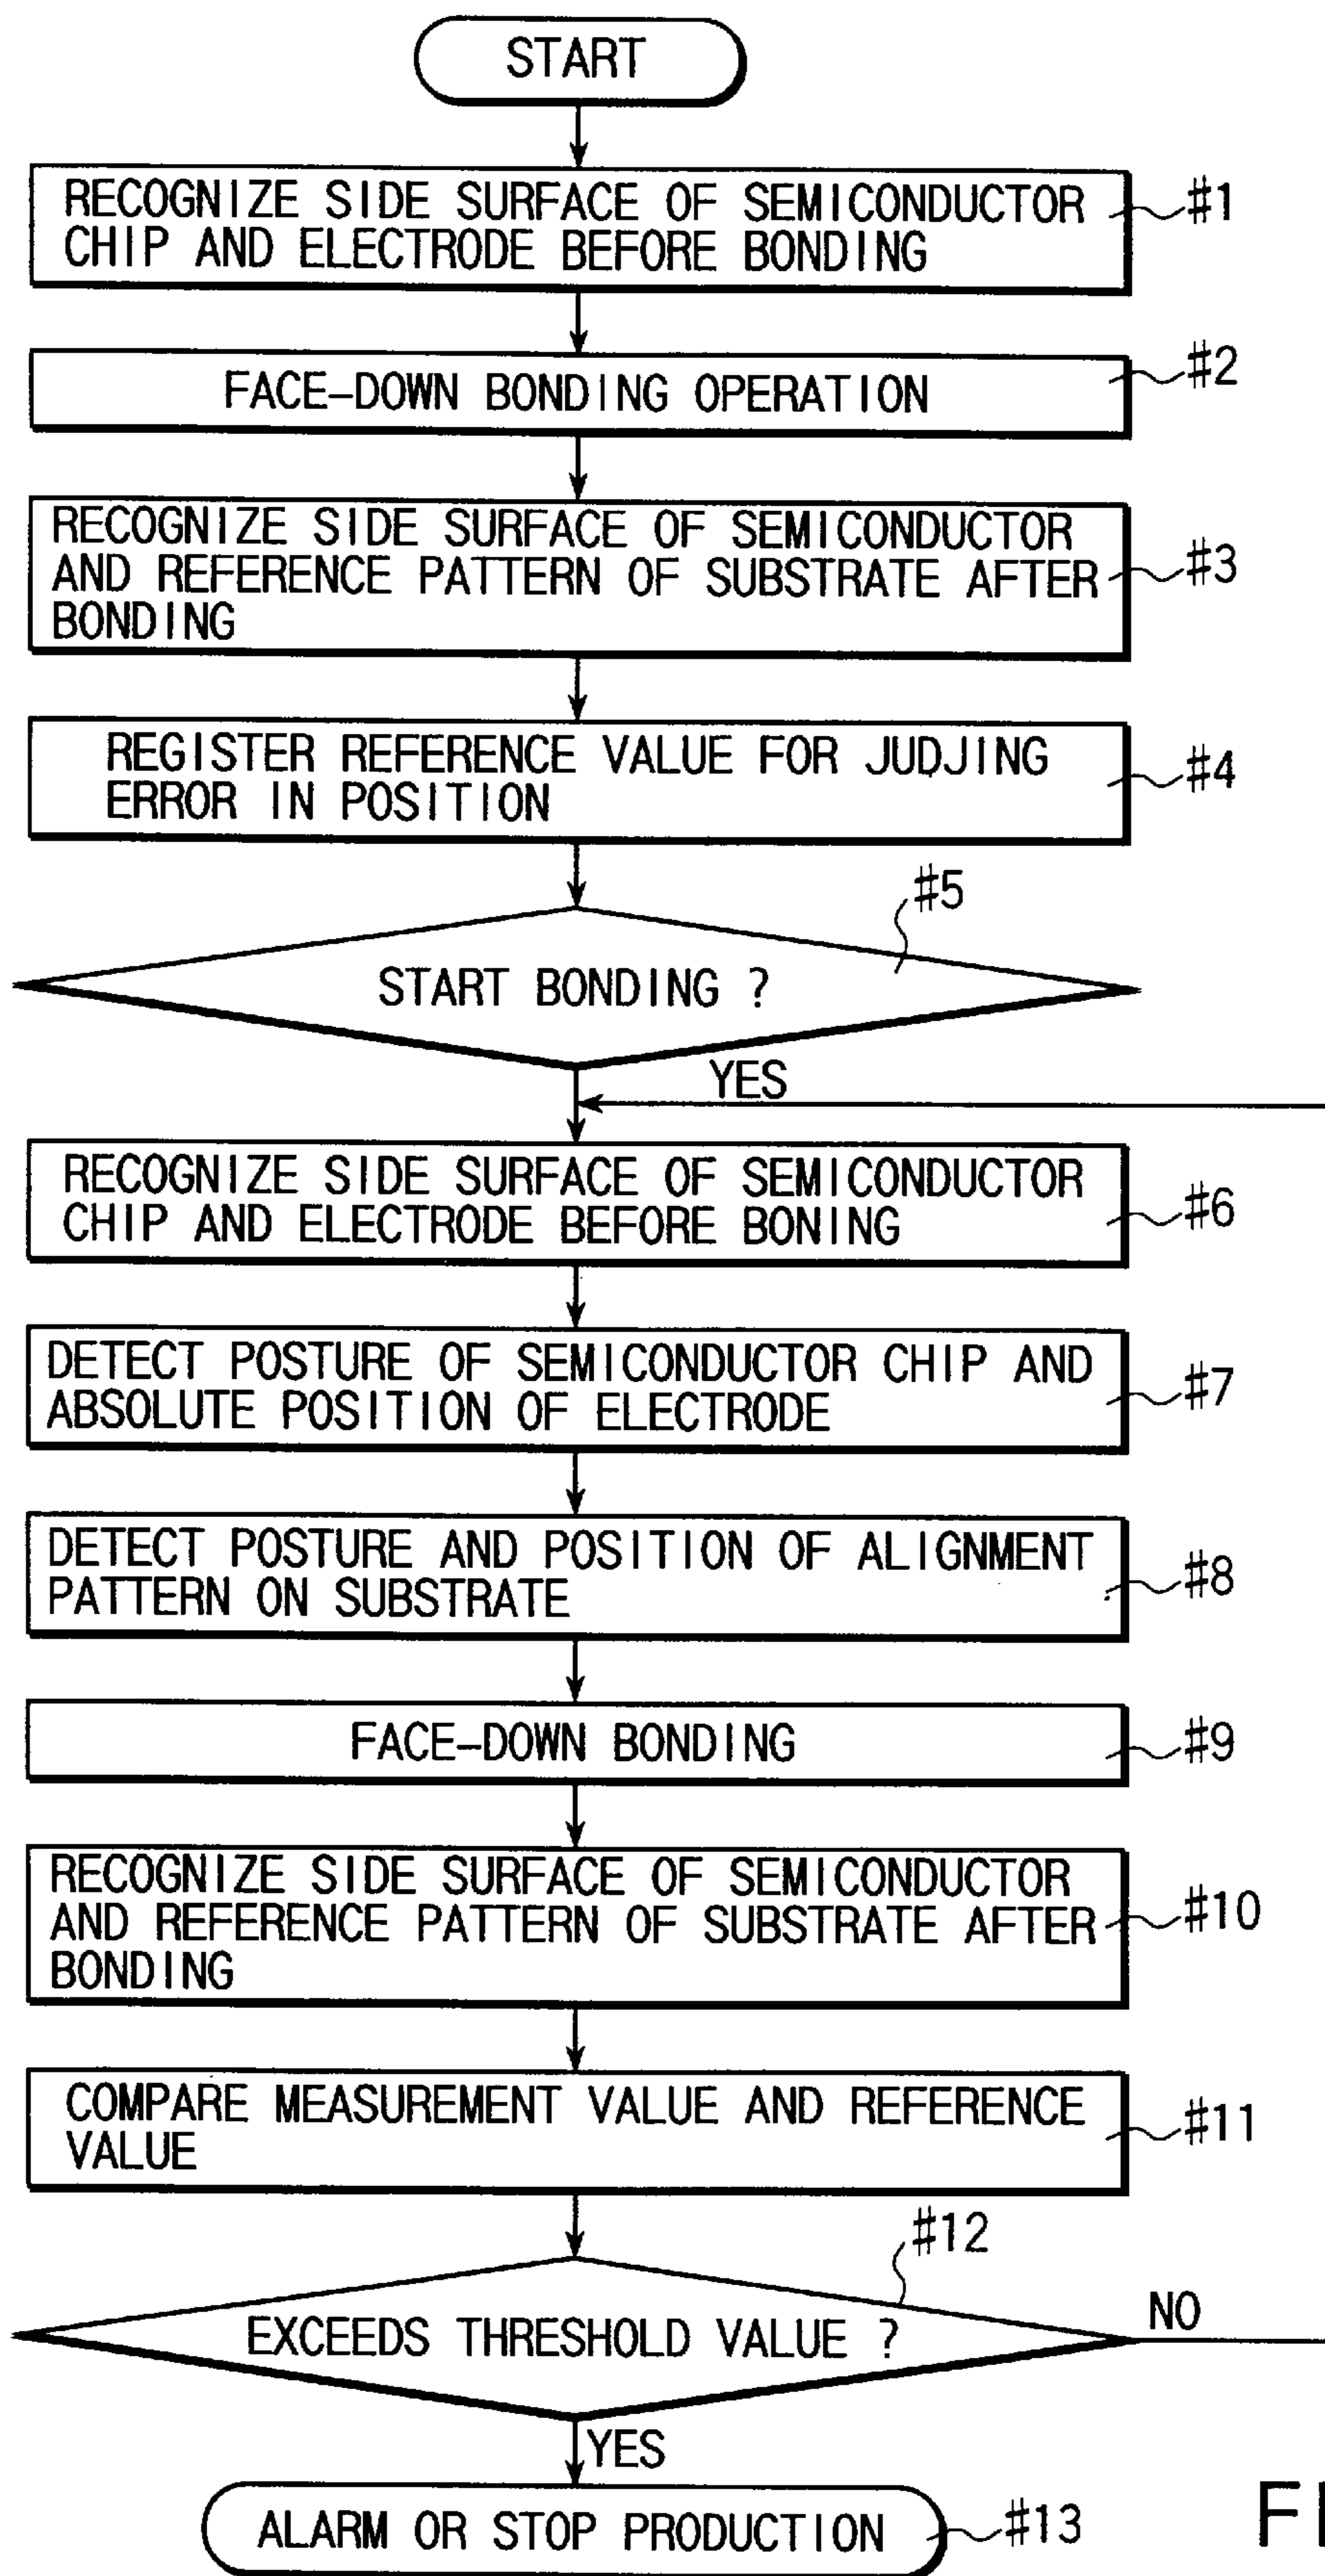 START
RECOGNIZE SIDE SURFACE OF SEMICONDUCTOR
CHIP AND ELECTRODE BEFORE BONDING
#1
FACE-DOWN BONDING OPERATION
#2
RECOGNIZE SIDE SURFACE OF SEMICONDUCTOR
AND REFERENCE PATTERN OF SUBSTRATE AFTER
BONDING
#3
REGISTER REFERENCE VALUE FOR JUDJING
ERROR IN POSITION
#4
#5
START BONDING ?
YES
RECOGNIZE SIDE SURFACE OF SEMICONDUCTOR
CHIP AND ELECTRODE BEFORE BONING
#6
DETECT POSTURE OF SEMICONDUCTOR CHIP AND
ABSOLUTE POSITION OF ELECTRODE
#7
DETECT POSTURE AND POSITION OF ALIGNMENT
PATTERN ON SUBSTRATE
#8
FACE-DOWN BONDING
#9
RECOGNIZE SIDE SURFACE OF SEMICONDUCTOR
AND REFERENCE PATTERN OF SUBSTRATE AFTER
BONDING
#10
COMPARE MEASUREMENT VALUE AND REFERENCE
VALUE
#11
#12
EXCEEDS THRESHOLD VALUE ?
NO
YES
ALARM OR STOP PRODUCTION
#13